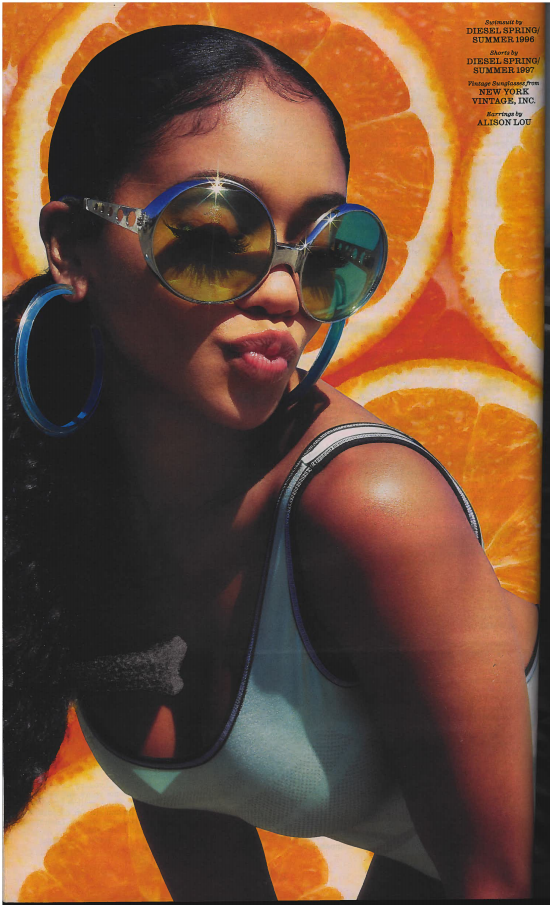 Swimsuit by
DIESEL SPRING/
SUMMER 1996
Shorts by
DIESEL SPRING/
SUMMER 1997
Vintage Sunglasses from
NEW YORK
VINTAGE, INC.
Earrings by
ALISON LOU